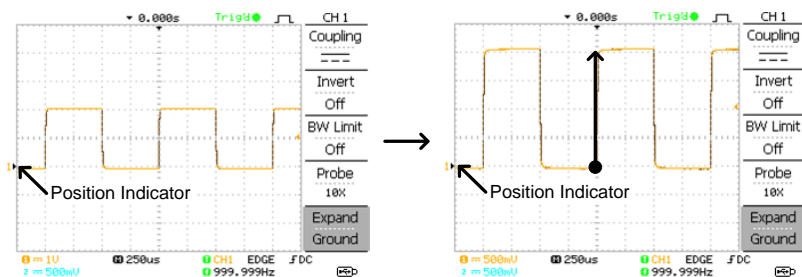 0.000s Trig'd CH 1
Coupling
Invert
Off
BW Limit
Off
Probe
10X
Expand
Ground
1
Position Indicator
1 1V 250us CH1 EDGE DC
2 500mV 999.999Hz
0.000s Trig'd CH 1
Coupling
Invert
Off
BW Limit
Off
Probe
10X
Expand
Ground
1
Position Indicator
1 500mV M 250us CH1 EDGE DC
2 500mV 999.999Hz